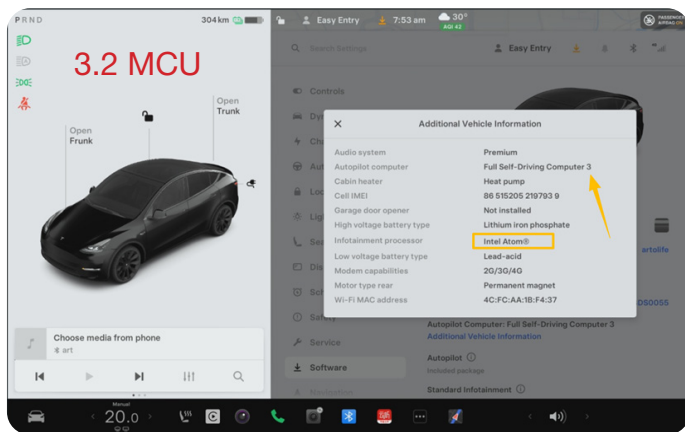 P R N D
304 km
Easy Entry
7:53 am
30°
AQI 42
PASSENGER
AIRBAG ON
3.2 MCU
Search Settings
Easy Entry
Controls
Open
Trunk
Open
Frunk
Additional Vehicle Information
Audio system Premium
Autopilot computer Full Self-Driving Computer 3
Cabin heater Heat pump
Cell IMEI 86 515205 219793 9
Garage door opener Not installed
High voltage battery type Lithium iron phosphate
Infotainment processor Intel Atom®
Low voltage battery type Lead-acid
Modem capabilities 2G/3G/4G
Motor type rear Permanent magnet
Wi-Fi MAC address 4C:FC:AA:1B:F4:37
artolife
Autopilot Computer: Full Self-Driving Computer 3
Additional Vehicle Information
Service
Autopilot
Included package
Software
Standard Infotainment
Navigation
Choose media from phone
art
Manual
20.0